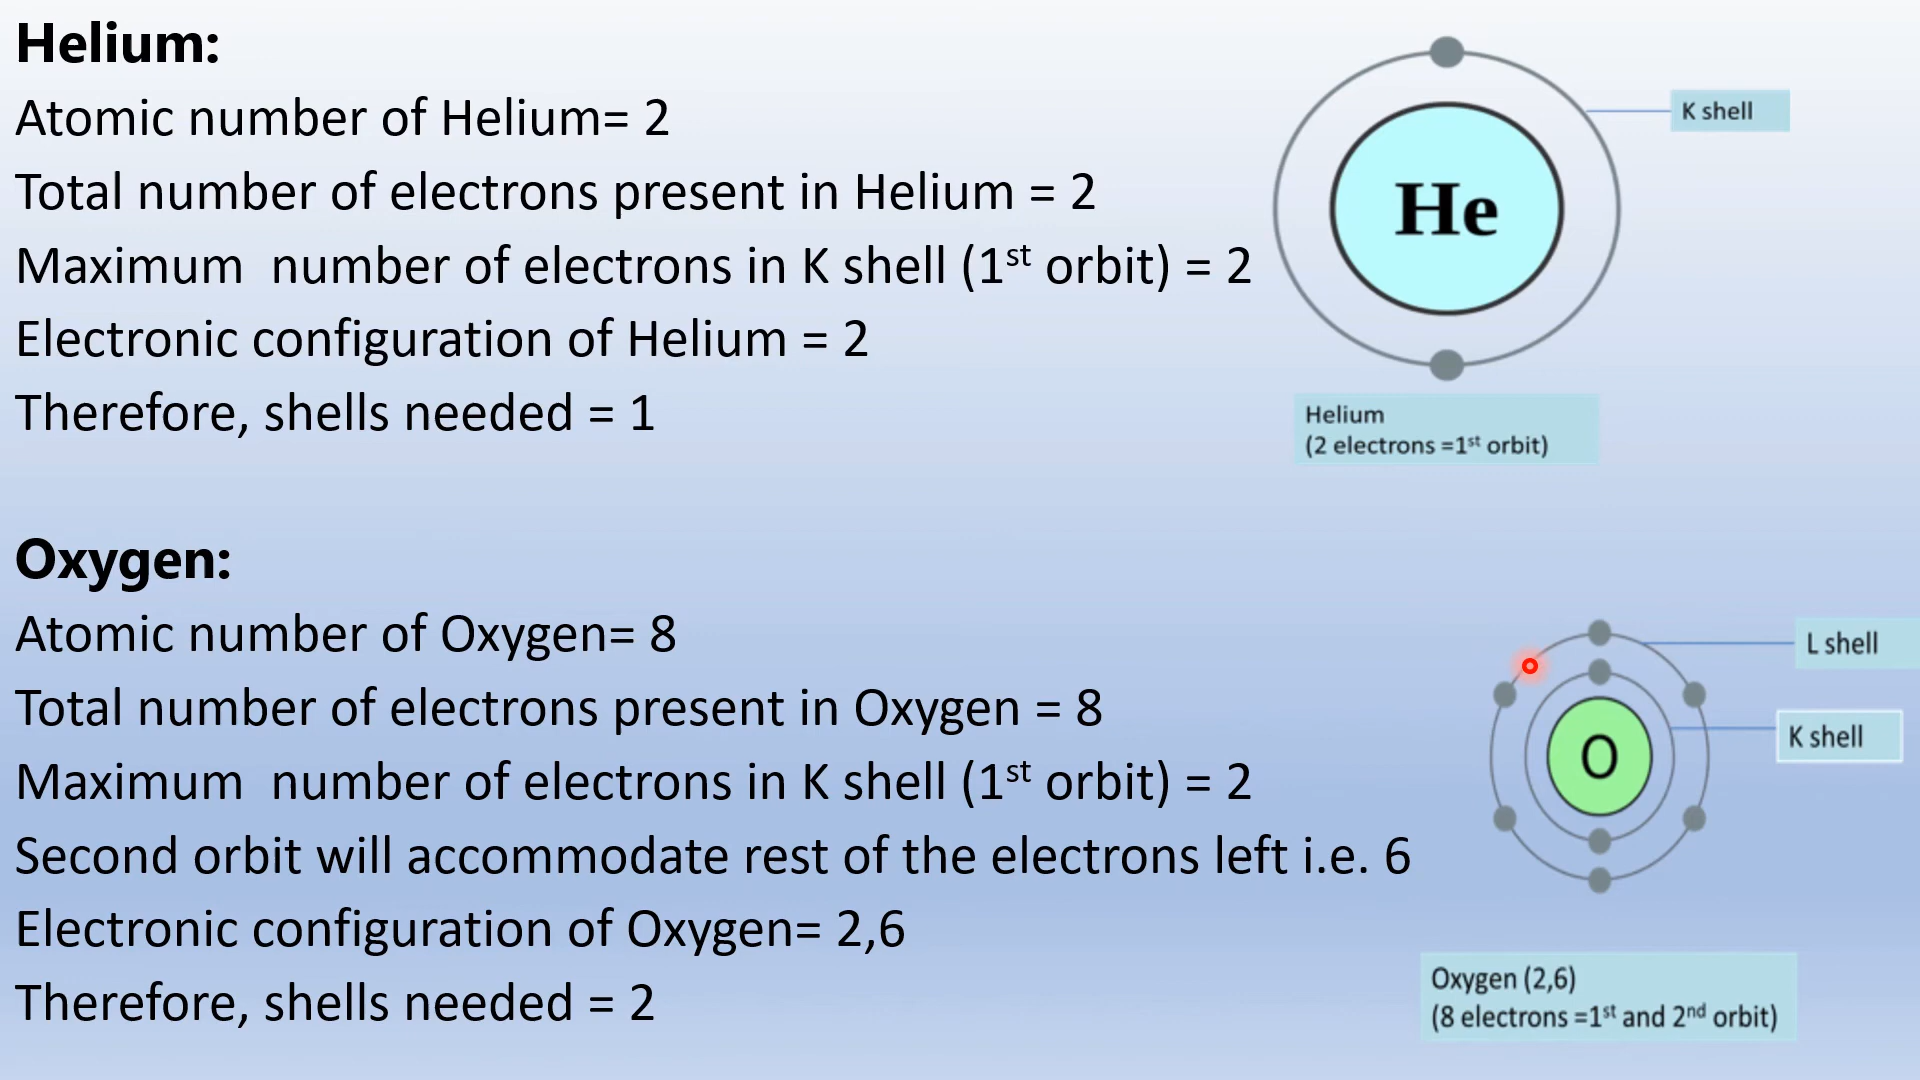 Helium:
Atomic number of Helium= 2
Total number of electrons present in Helium = 2
Maximum  number of electrons in K shell (1st orbit) = 2
Electronic configuration of Helium = 2
Therefore, shells needed = 1
He
K shell
Helium
(2 electrons =1st orbit)
Oxygen:
Atomic number of Oxygen= 8
Total number of electrons present in Oxygen = 8
Maximum  number of electrons in K shell (1st orbit) = 2
Second orbit will accommodate rest of the electrons left i.e. 6
Electronic configuration of Oxygen= 2,6
Therefore, shells needed = 2
L shell
K shell
O
Oxygen (2,6)
(8 electrons =1st and 2nd orbit)